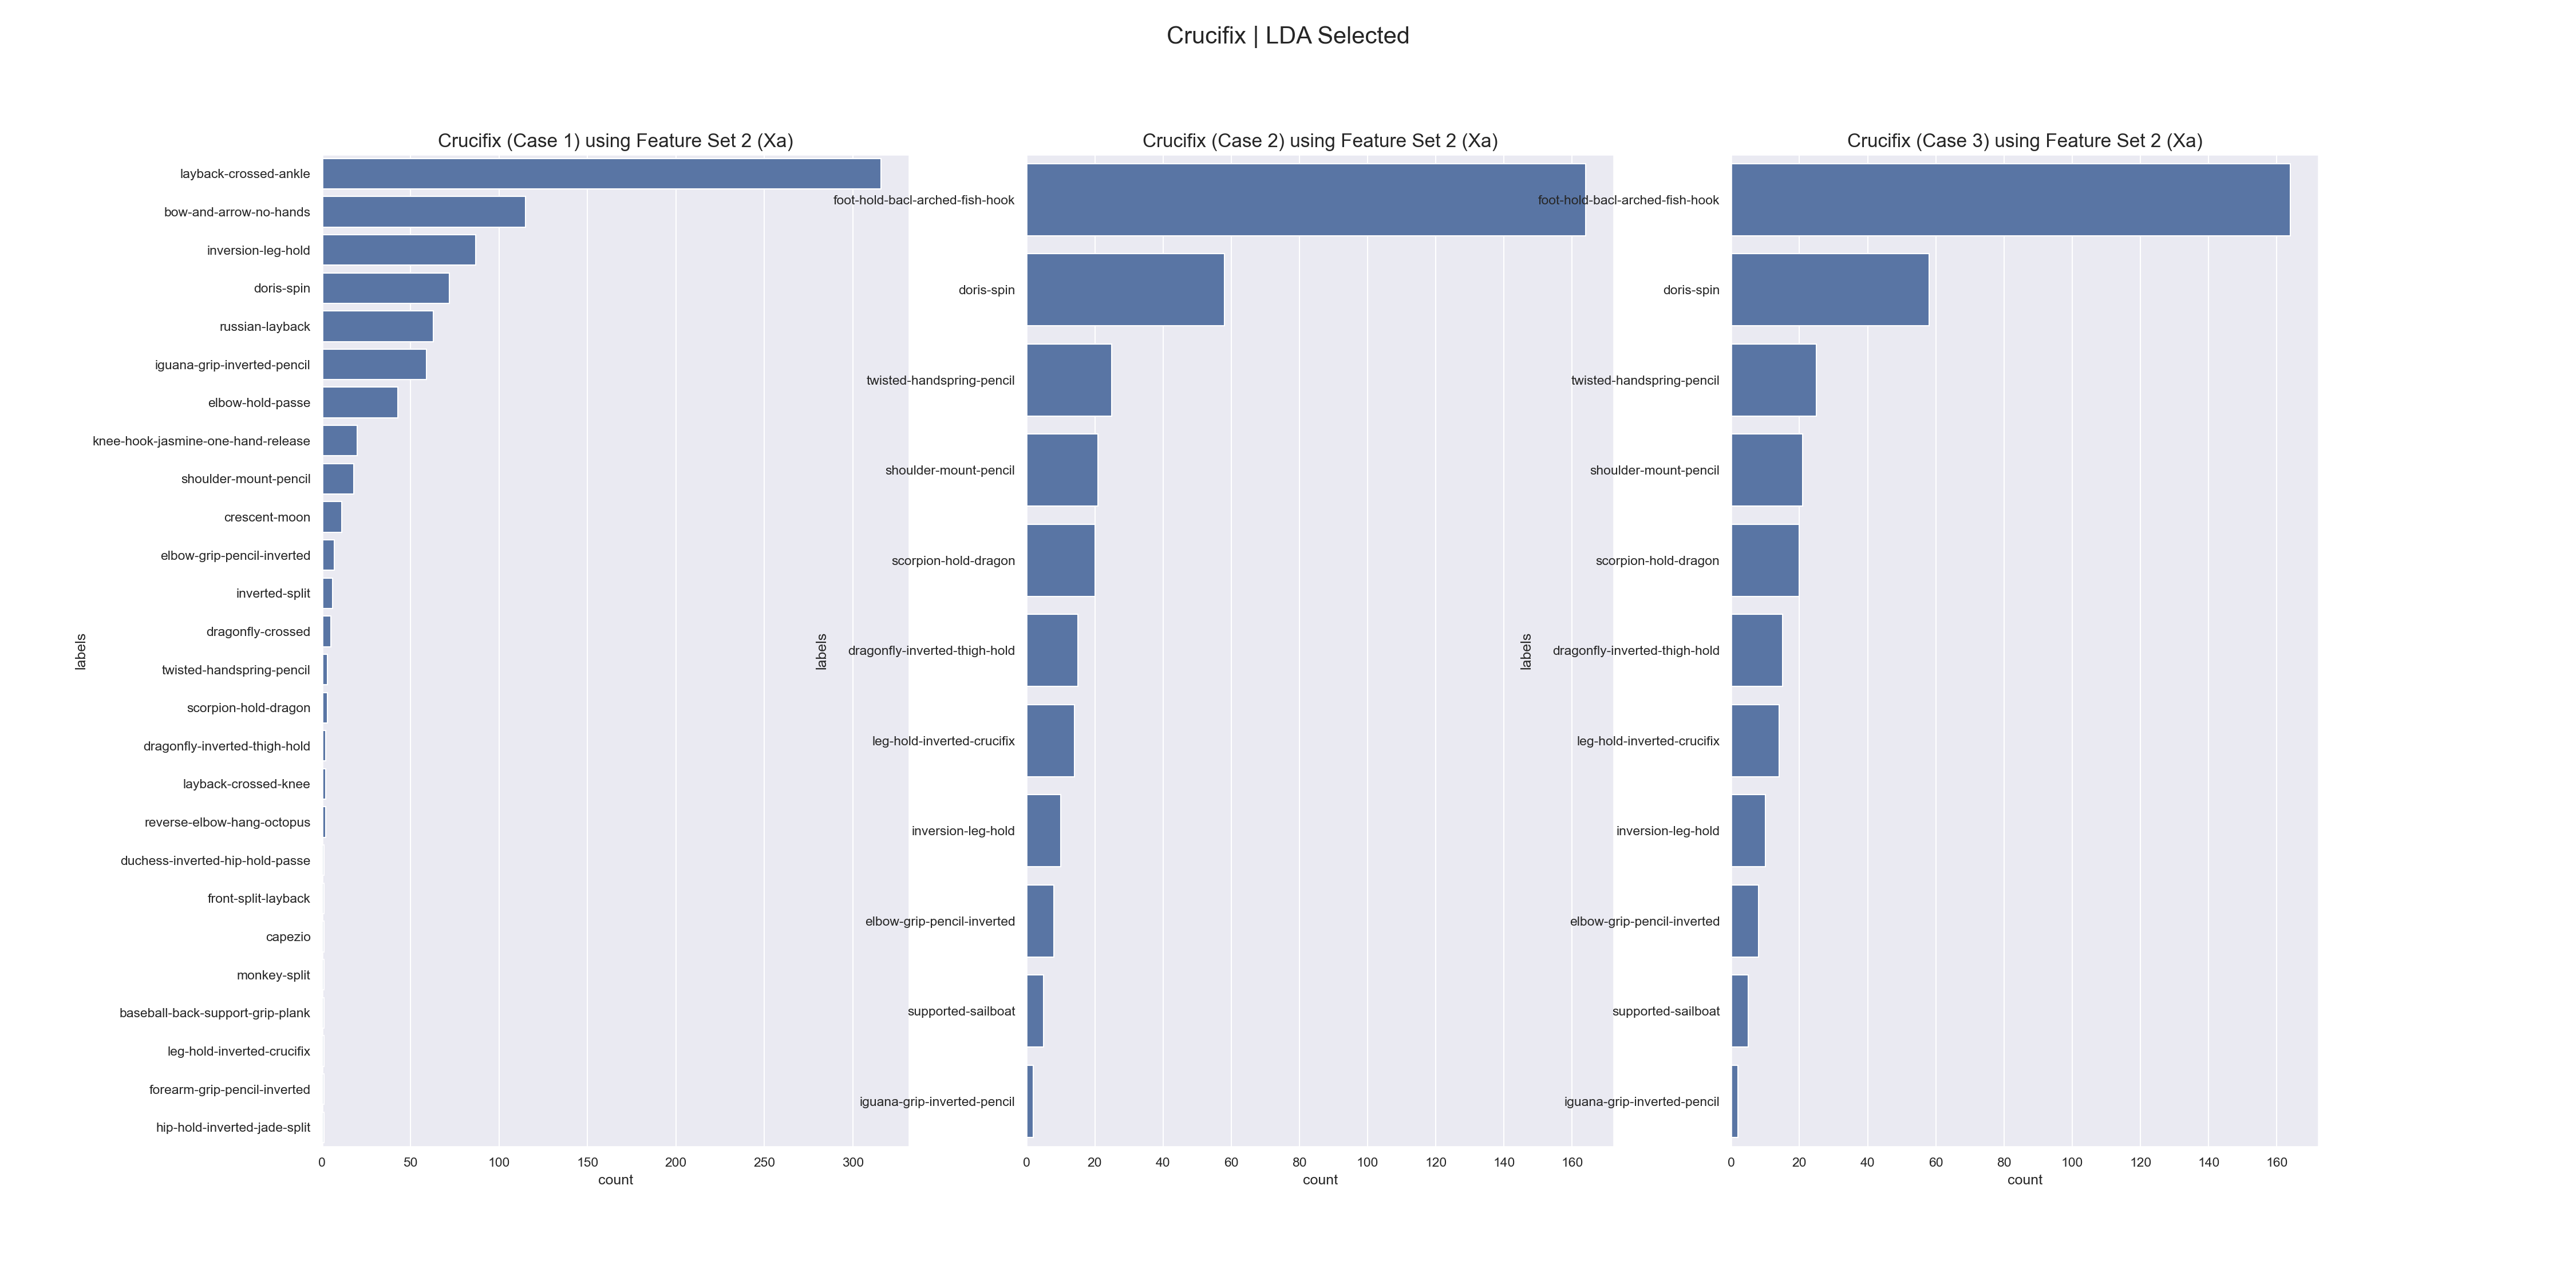 Crucifix | LDA Selected
Crucifix (Case 1) using Feature Set 2 (Xa)
labels
layback-crossed-ankle
bow-and-arrow-no-hands
inversion-leg-hold
doris-spin
russian-layback
iguana-grip-inverted-pencil
elbow-hold-passe
knee-hook-jasmine-one-hand-release
shoulder-mount-pencil
crescent-moon
elbow-grip-pencil-inverted
inverted-split
dragonfly-crossed
twisted-handspring-pencil
scorpion-hold-dragon
dragonfly-inverted-thigh-hold
layback-crossed-knee
reverse-elbow-hang-octopus
duchess-inverted-hip-hold-passe
front-split-layback
capezio
monkey-split
baseball-back-support-grip-plank
leg-hold-inverted-crucifix
forearm-grip-pencil-inverted
hip-hold-inverted-jade-split
0 50 100 150 200 250 300
count
Crucifix (Case 2) using Feature Set 2 (Xa)
labels
foot-hold-bacl-arched-fish-hook
doris-spin
twisted-handspring-pencil
shoulder-mount-pencil
scorpion-hold-dragon
dragonfly-inverted-thigh-hold
leg-hold-inverted-crucifix
inversion-leg-hold
elbow-grip-pencil-inverted
supported-sailboat
iguana-grip-inverted-pencil
0 20 40 60 80 100 120 140 160
count
Crucifix (Case 3) using Feature Set 2 (Xa)
labels
foot-hold-bacl-arched-fish-hook
doris-spin
twisted-handspring-pencil
shoulder-mount-pencil
scorpion-hold-dragon
dragonfly-inverted-thigh-hold
leg-hold-inverted-crucifix
inversion-leg-hold
elbow-grip-pencil-inverted
supported-sailboat
iguana-grip-inverted-pencil
0 20 40 60 80 100 120 140 160
count